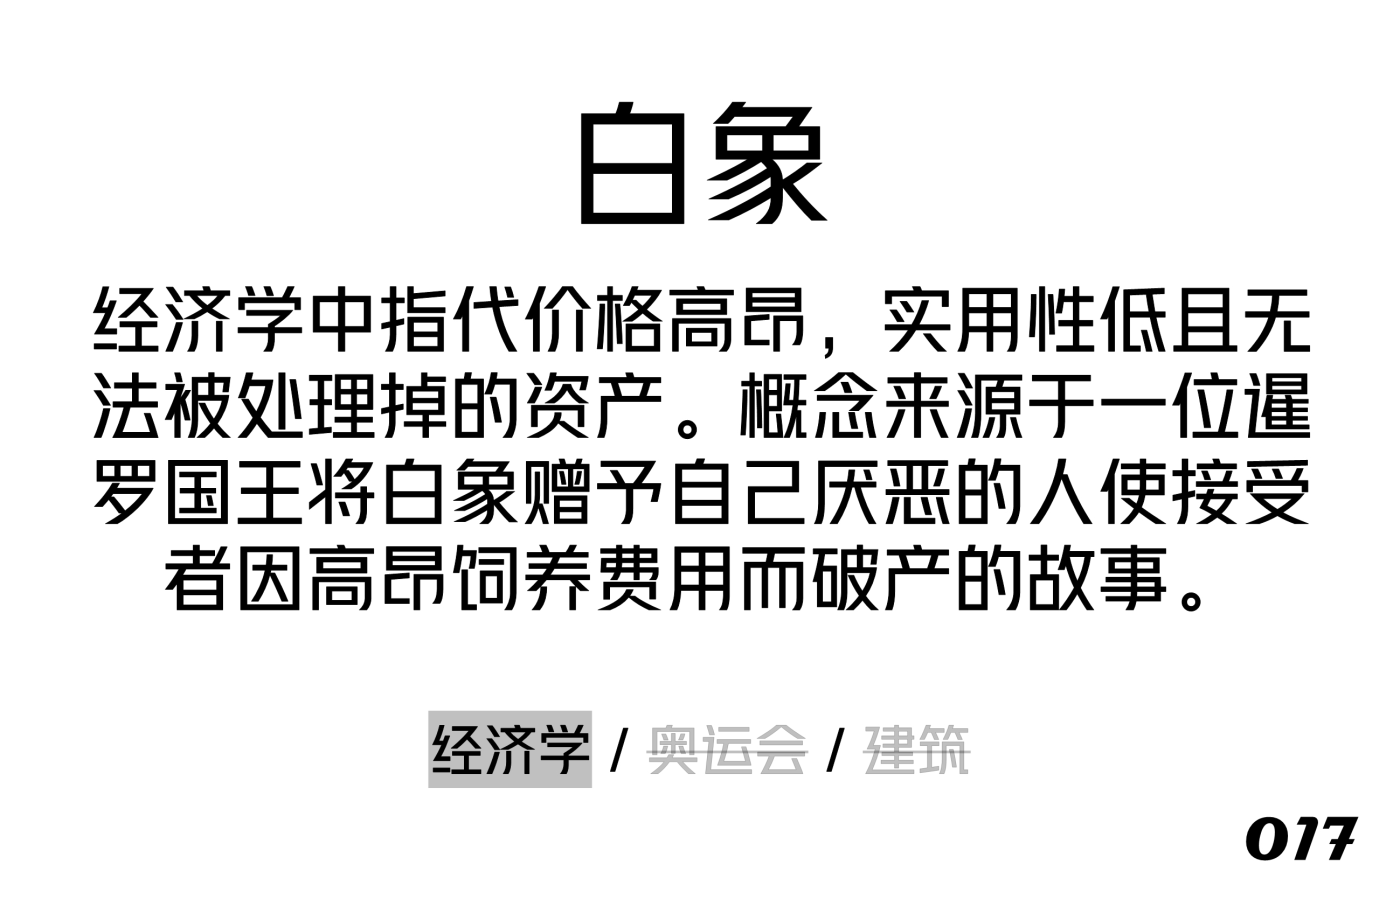 白象
经济学中指代价格高昂，实用性低且无
法被处理掉的资产。概念来源于一位暹
罗国王将白象赠予自己厌恶的人使接受
者因高昂饲养费用而破产的故事。
经济学 / 奥运会 / 建筑
017